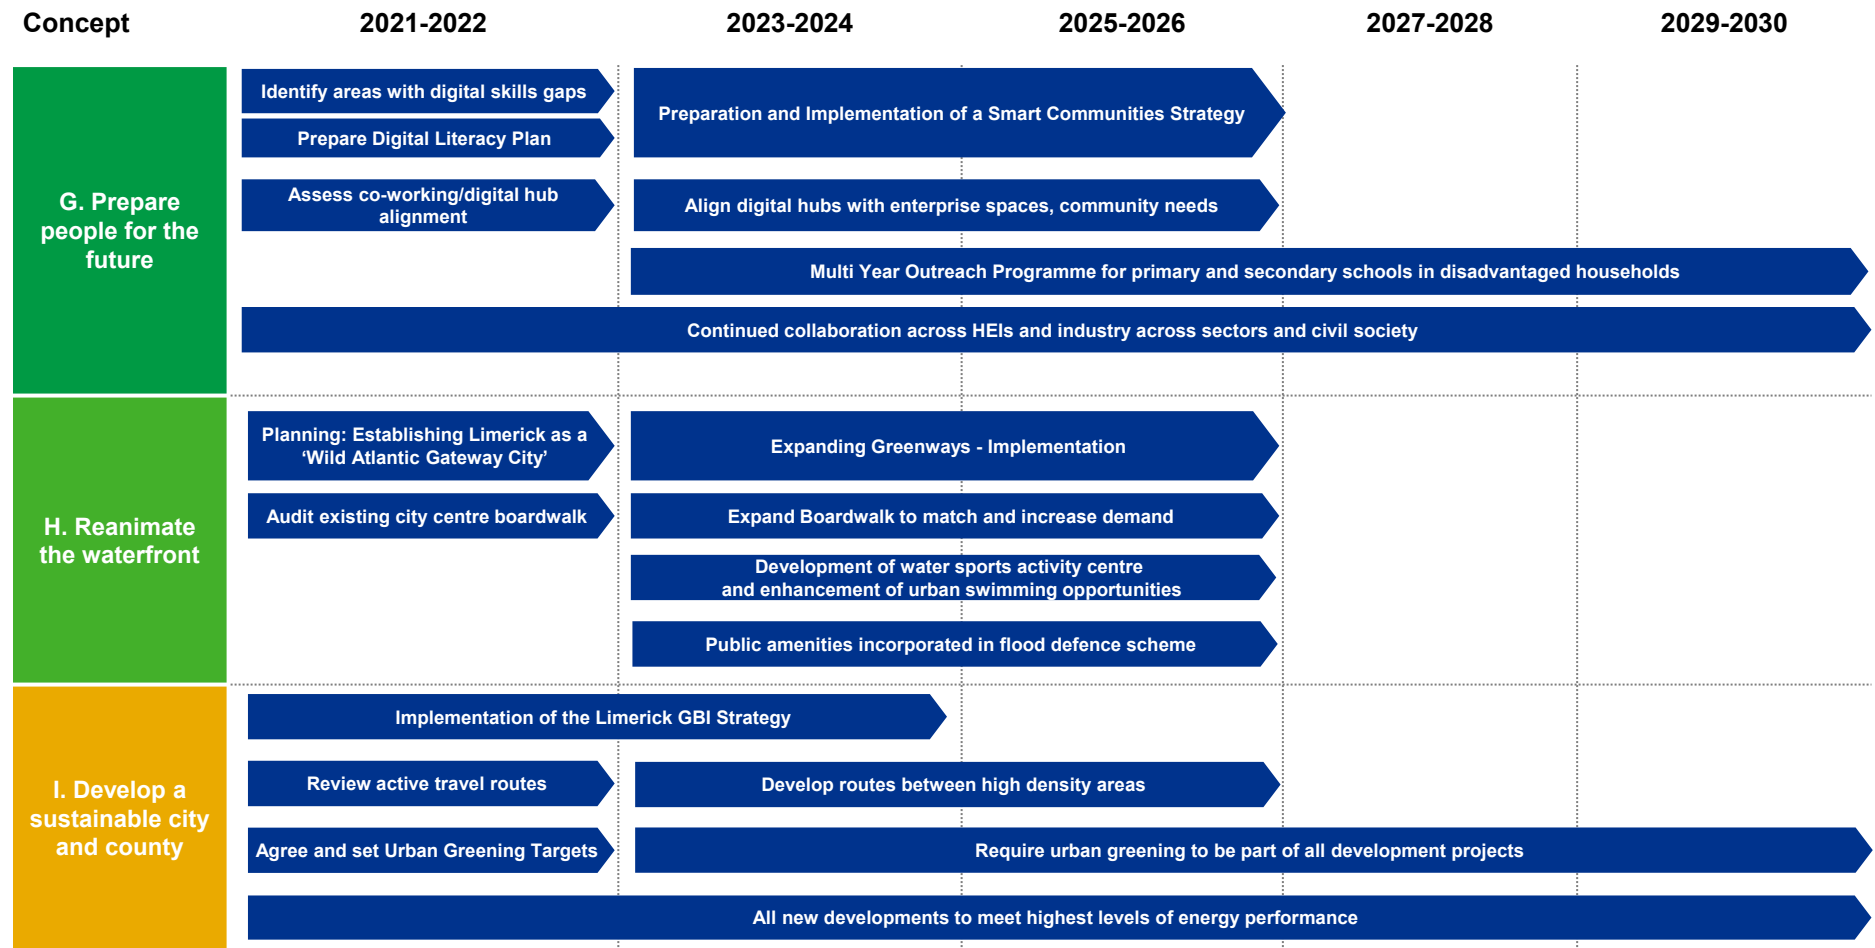 Concept
2021-2022
2023-2024
2025-2026
2027-2028
2029-2030
G. Prepare
people for the
future
Identify areas with digital skills gaps
Preparation and Implementation of a Smart Communities Strategy
Prepare Digital Literacy Plan
Assess co-working/digital hub
alignment
Align digital hubs with enterprise spaces, community needs
Multi Year Outreach Programme for primary and secondary schools in disadvantaged households
Continued collaboration across HEIs and industry across sectors and civil society
H. Reanimate
the waterfront
Planning: Establishing Limerick as a
‘Wild Atlantic Gateway City’
Expanding Greenways - Implementation
Audit existing city centre boardwalk
Expand Boardwalk to match and increase demand
Development of water sports activity centre
and enhancement of urban swimming opportunities
Public amenities incorporated in flood defence scheme
I. Develop a
sustainable city
and county
Implementation of the Limerick GBI Strategy
Review active travel routes
Develop routes between high density areas
Agree and set Urban Greening Targets
Require urban greening to be part of all development projects
All new developments to meet highest levels of energy performance